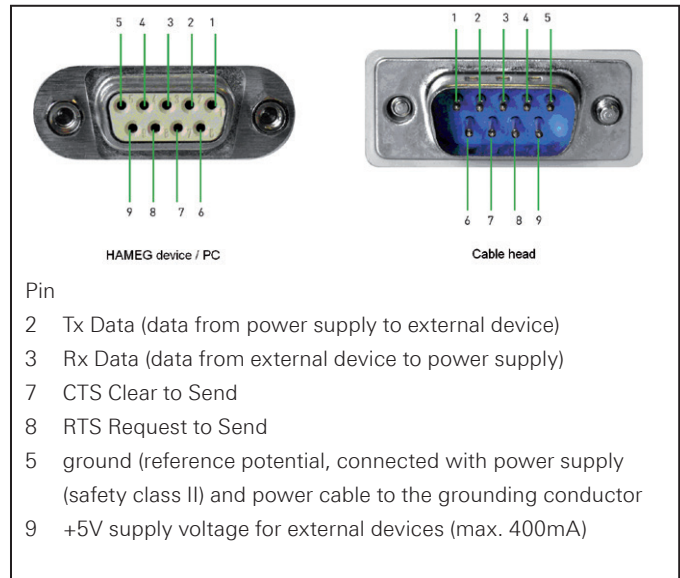 5 4 3 2 1
1 2 3 4 5
9 8 7 6
6 7 8 9
HAMEG device / PC
Cable head
Pin
2 Tx Data (data from power supply to external device)
3 Rx Data (data from external device to power supply)
7 CTS Clear to Send
8 RTS Request to Send
5 ground (reference potential, connected with power supply
(safety class II) and power cable to the grounding conductor
9 +5V supply voltage for external devices (max. 400mA)